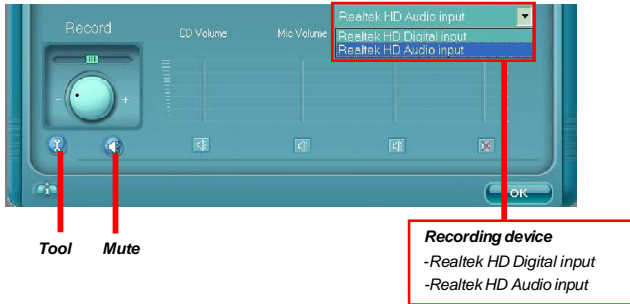 Record
CD Volume
Mic Volume
Realtek HD Audio input
Realtek HD Digital input
Realtek HD Audio input
- +
OK
Tool Mute
Recording device
-Realtek HD Digital input
-Realtek HD Audio input